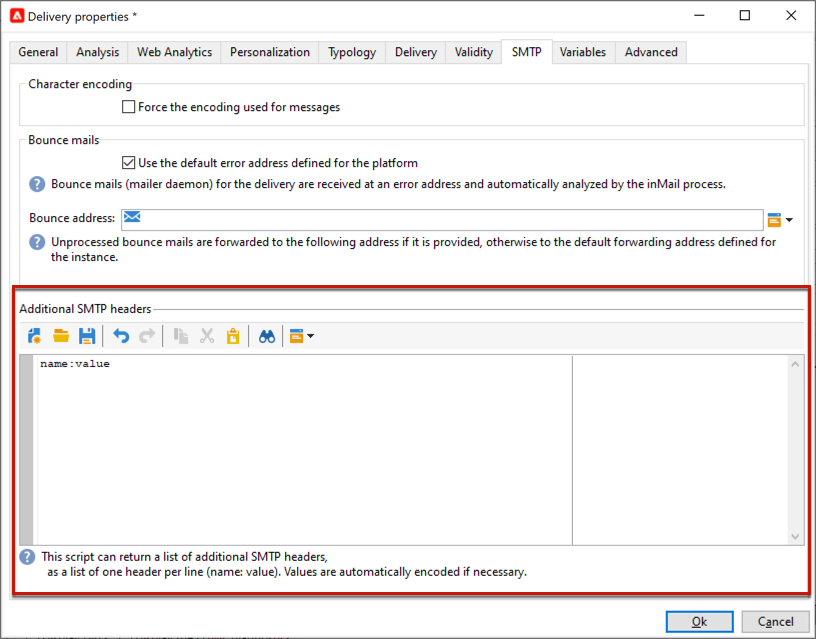 Delivery properties *
General Analysis Web Analytics Personalization Typology Delivery Validity SMTP Variables Advanced
Character encoding
Force the encoding used for messages
Bounce mails
Use the default error address defined for the platform
Bounce mails (mailer daemon) for the delivery are received at an error address and automatically analyzed by the inMail process.
Bounce address:
Unprocessed bounce mails are forwarded to the following address if it is provided, otherwise to the default forwarding address defined for
the instance.
Additional SMTP headers
name:value
This script can return a list of additional SMTP headers,
as a list of one header per line (name: value). Values are automatically encoded if necessary.
Ok Cancel